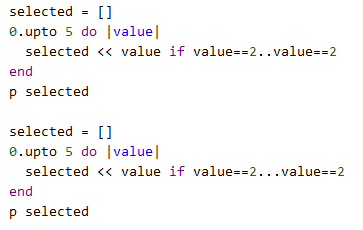 selected = []
0.upto 5 do |value|
  selected << value if value==2..value==2
end
p selected

selected = []
0.upto 5 do |value|
  selected << value if value==2...value==2
end
p selected